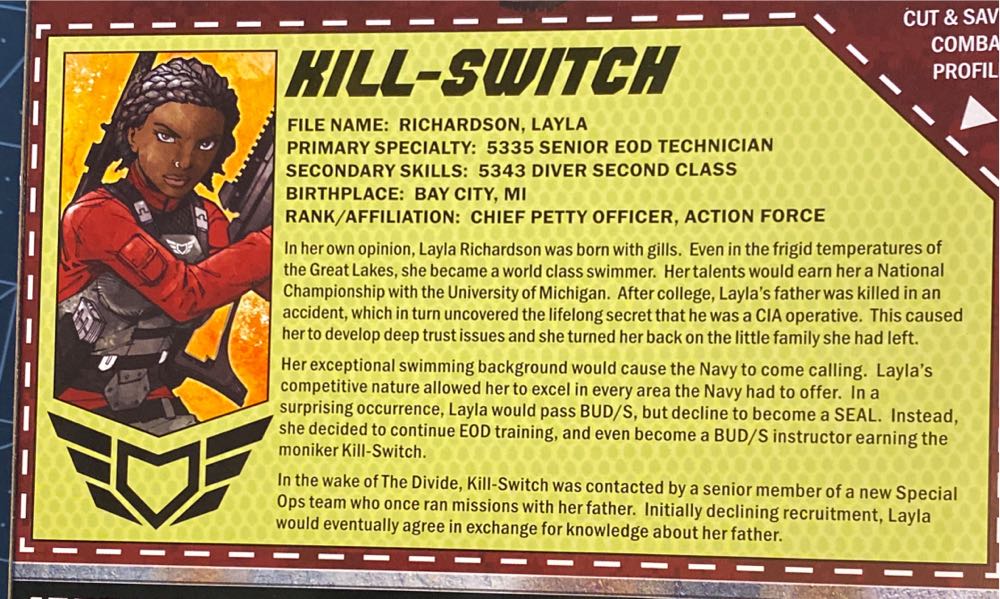 CUT & SAV
COMBA
PROFIL
KILL-SWITCH
FILE NAME: RICHARDSON, LAYLA
PRIMARY SPECIALTY: 5335 SENIOR EOD TECHNICIAN
SECONDARY SKILLS: 5343 DIVER SECOND CLASS
BIRTHPLACE: BAY CITY, MI
RANK/AFFILIATION: CHIEF PETTY OFFICER, ACTION FORCE
In her own opinion, Layla Richardson was born with gills. Even in the frigid temperatures of
the Great Lakes, she became a world class swimmer. Her talents would earn her a National
Championship with the University of Michigan. After college, Layla's father was killed in an
accident, which in turn uncovered the lifelong secret that he was a CIA operative. This caused
her to develop deep trust issues and she turned her back on the little family she had left.
Her exceptional swimming background would cause the Navy to come calling. Layla's
competitive nature allowed her to excel in every area the Navy had to offer. In a
surprising occurrence, Layla would pass BUD/S, but decline to become a SEAL. Instead,
she decided to continue EOD training, and even become a BUD/S instructor earning the
moniker Kill-Switch.
In the wake of The Divide, Kill-Switch was contacted by a senior member of a new Special
Ops team who once ran missions with her father. Initially declining recruitment, Layla
would eventually agree in exchange for knowledge about her father.